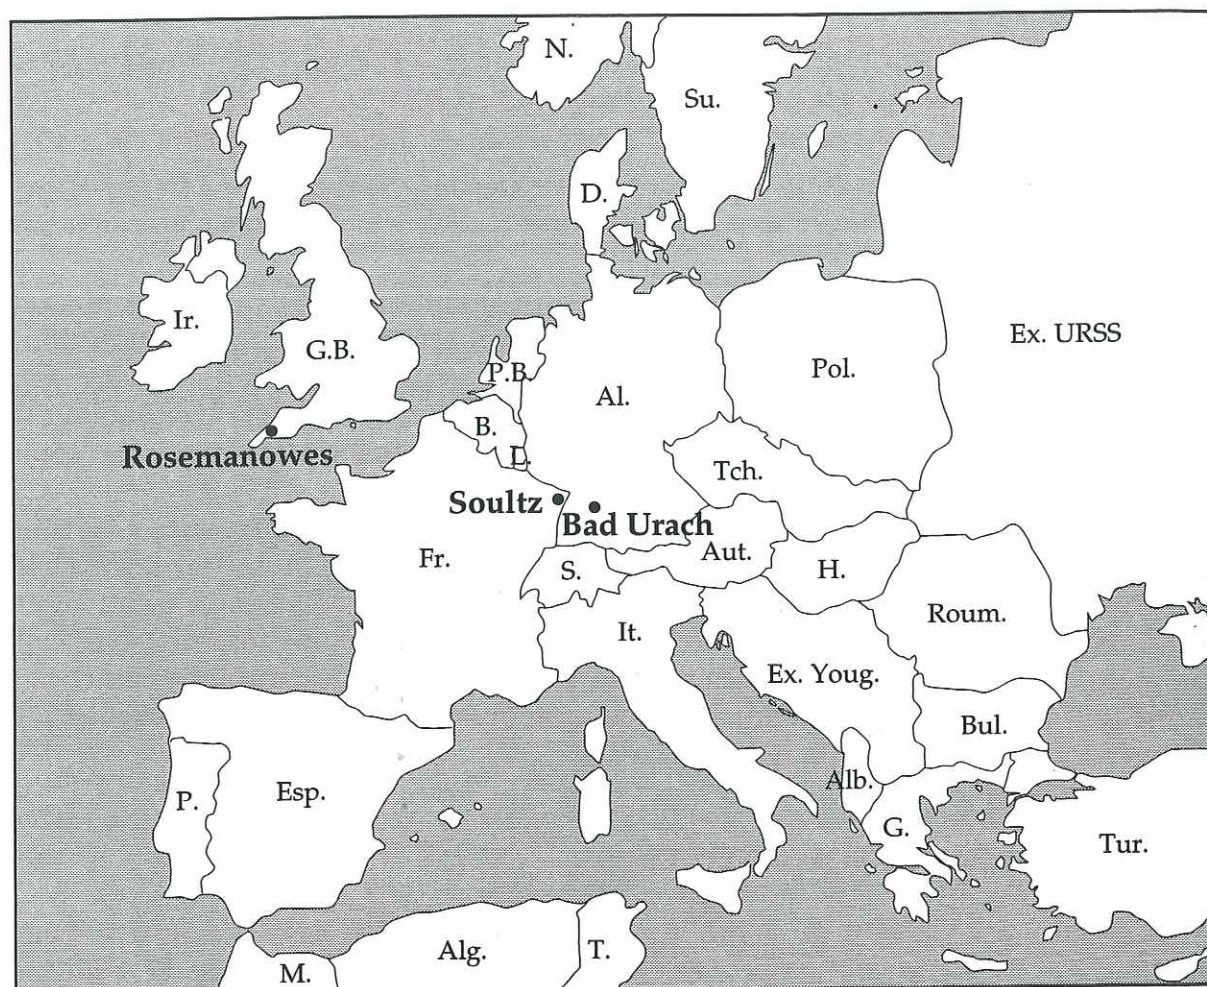 N.
Su.
D.
Ir.
G.B.
P.B.
Al.
Pol.
Ex. URSS
B.
L.
Rosemanowes
Tch.
Soultz
Bad Urach
Fr.
S.
Aut.
H.
It.
Roum.
Ex. Youg.
Bul.
P.
Esp.
Alb.
G.
Tur.
Alg.
T.
M.